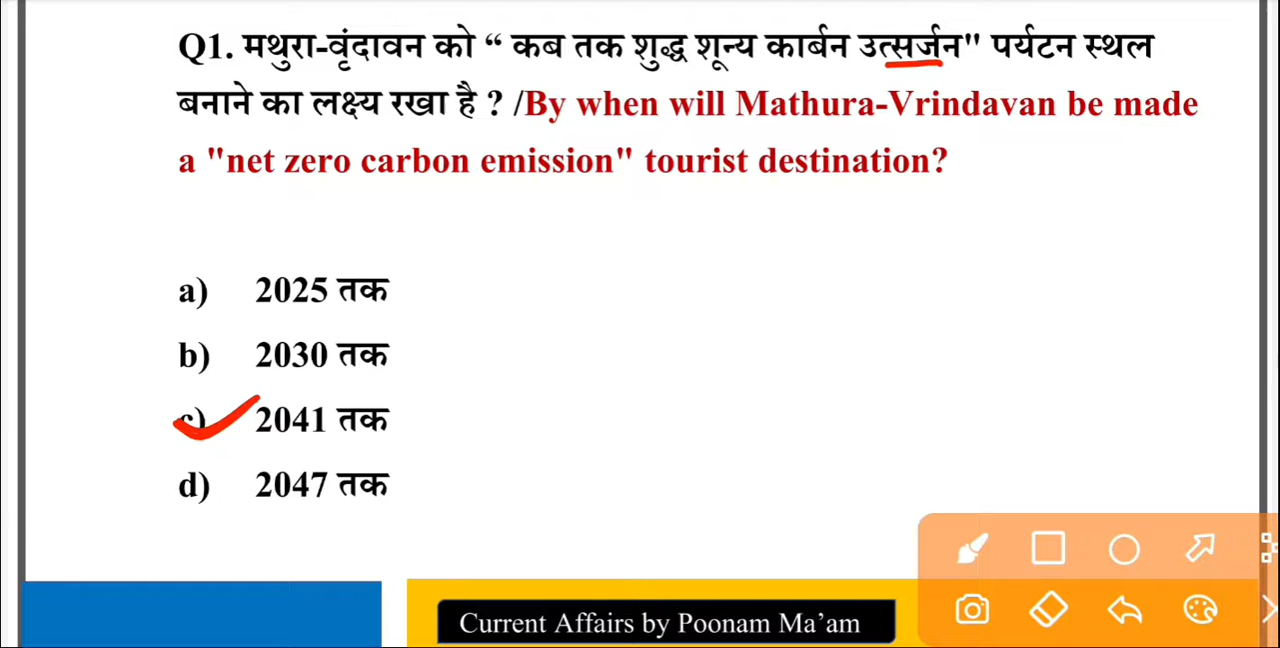 Q1. मथुरा-वृंदावन को “ कब तक शुद्ध शून्य कार्बन उत्सर्जन" पर्यटन स्थल
बनाने का लक्ष्य रखा है ? /By when will Mathura-Vrindavan be made
a "net zero carbon emission" tourist destination?
a) 2025 तक
b) 2030 तक
c) 2041 तक
d) 2047 तक
Current Affairs by Poonam Ma’am